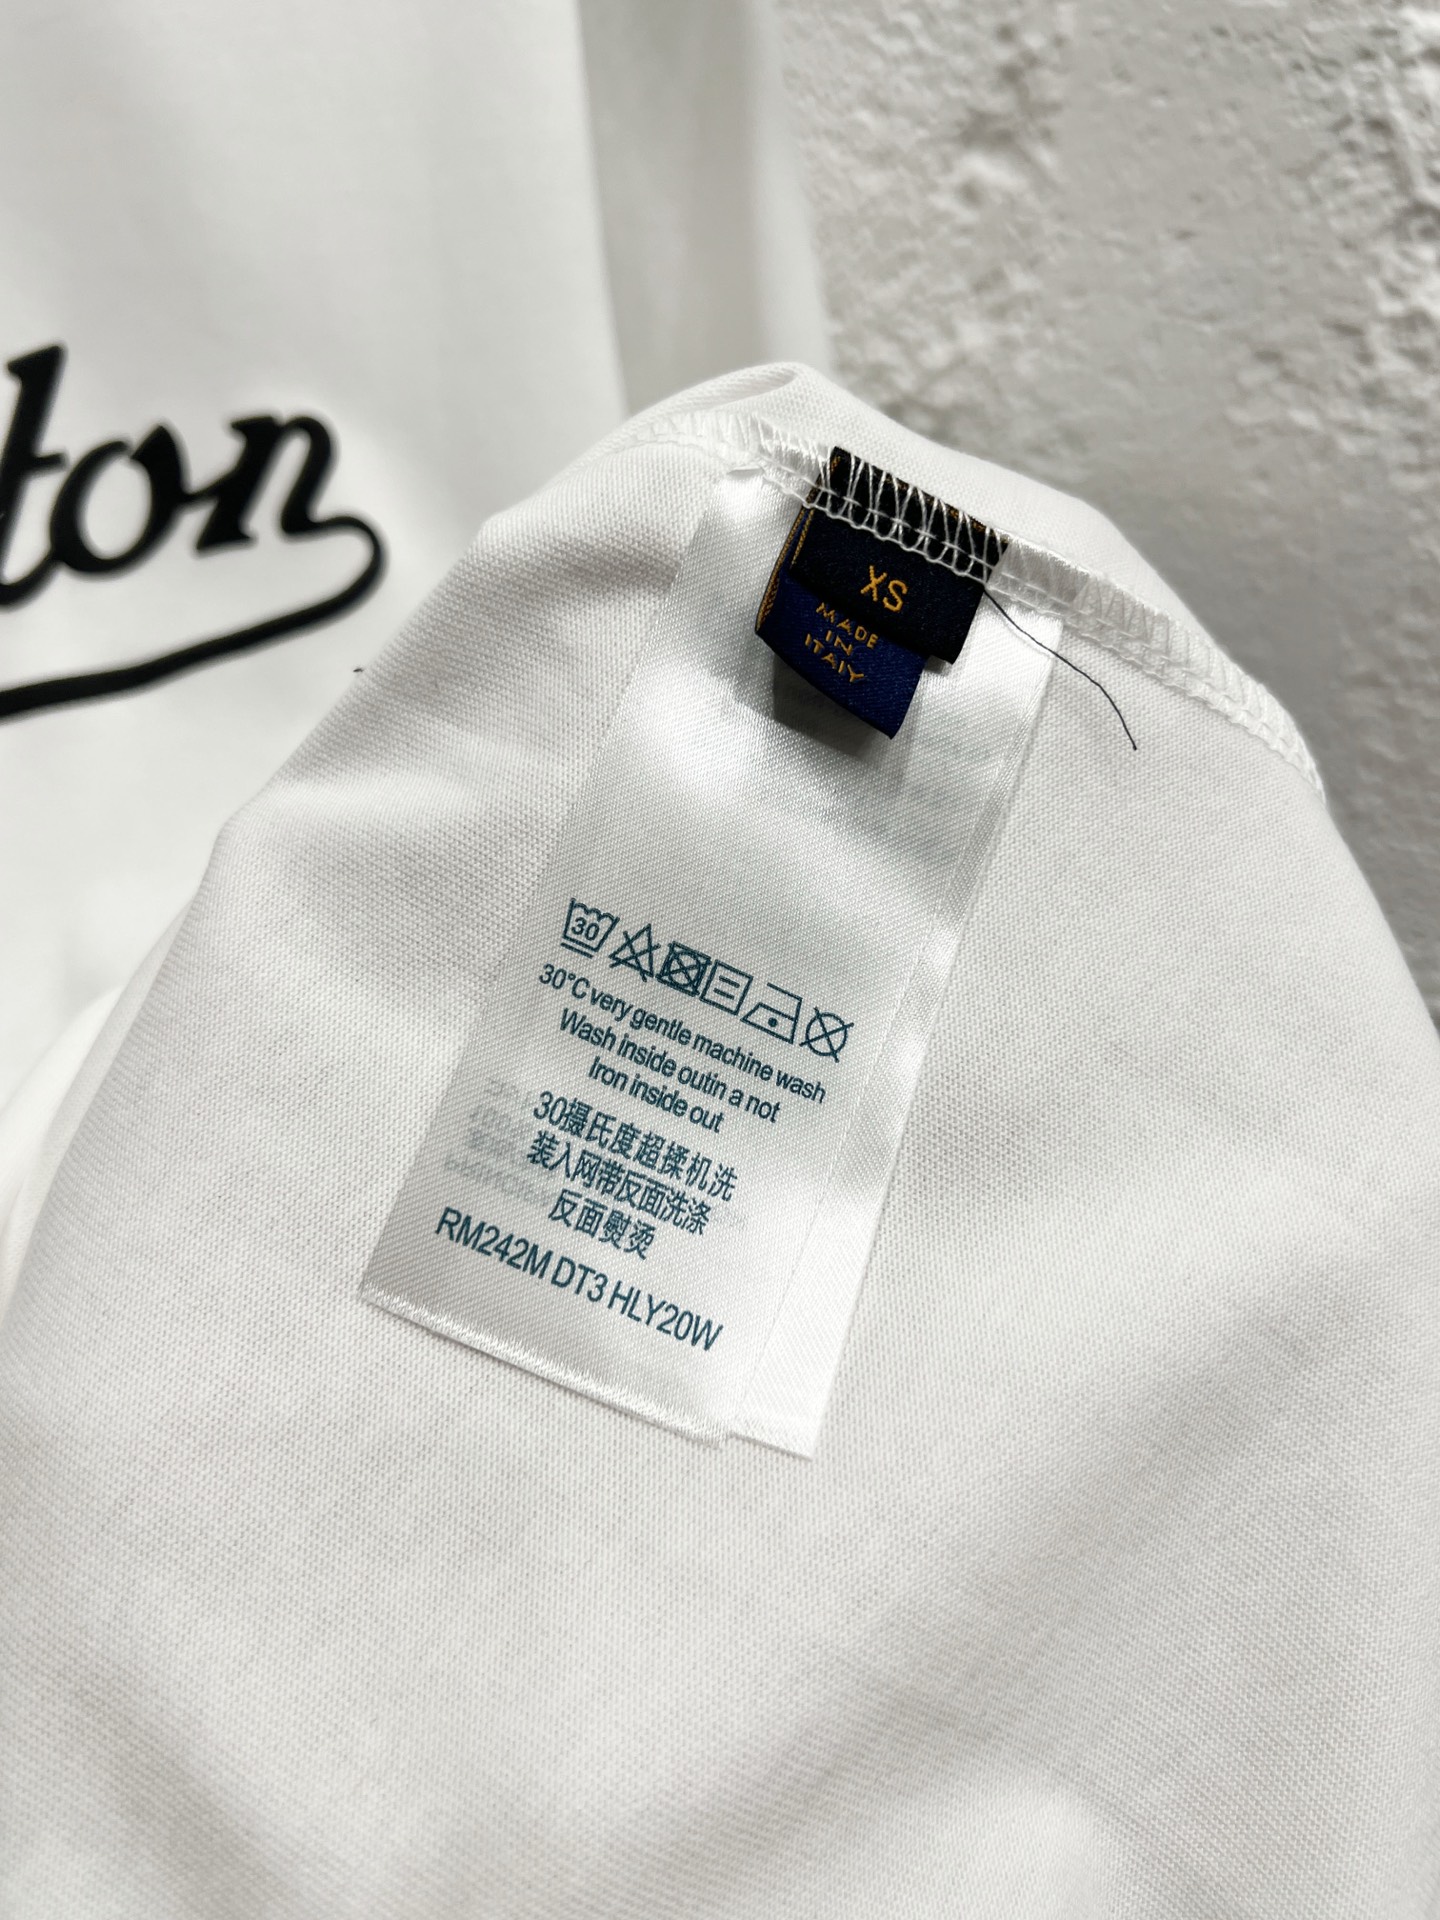 ton
XS
MADE
IN
ITALY
30
30°C very gentle machine wash
Wash inside outin a not
Iron inside out
30摄氏度超揉机洗
装入网带反面洗涤
反面熨烫
RM242M DT3 HLY20W